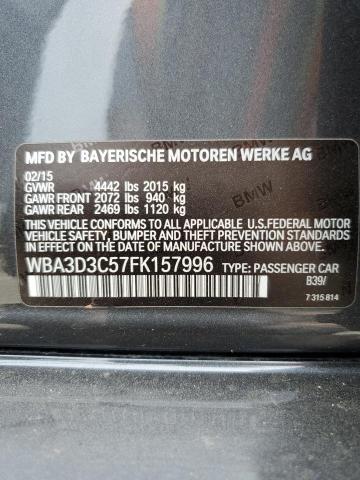 MFD BY BAYERISCHE MOTOREN WERKE AG
02/15
GVWR 4442 lbs 2015 kg
GAWR FRONT 2072 lbs 940 kg
GAWR REAR 2469 lbs 1120 kg
THIS VEHICLE CONFORMS TO ALL APPLICABLE U.S. FEDERAL MOTOR
VEHICLE SAFETY, BUMPER, AND THEFT PREVENTION STANDARDS
IN EFFECT ON THE DATE OF MANUFACTURE SHOWN ABOVE.
WBA3D3C57FK157996 TYPE: PASSENGER CAR
B39/
7 315 814